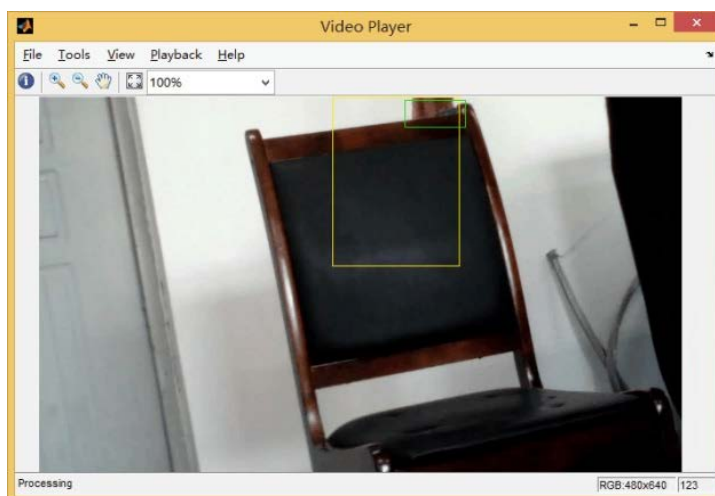 Video Player
File Tools View Playback Help
100%
Processing
RGB:480x640 123